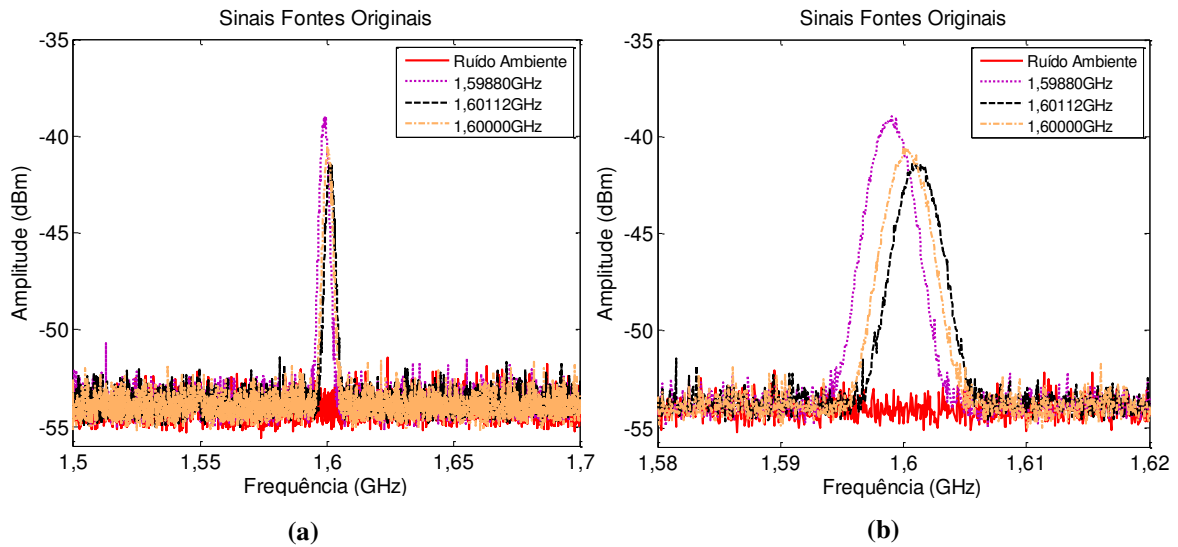 Sinais Fontes Originais
Ruído Ambiente
1,59880GHz
1,60112GHz
1,60000GHz
-35
-40
-45
-50
-55
Amplitude (dBm)
1,5
1,55
1,6
1,65
1,7
Frequência (GHz)
(a)
Sinais Fontes Originais
Ruído Ambiente
1,59880GHz
1,60112GHz
1,60000GHz
-35
-40
-45
-50
-55
Amplitude (dBm)
1,58
1,59
1,6
1,61
1,62
Frequência (GHz)
(b)